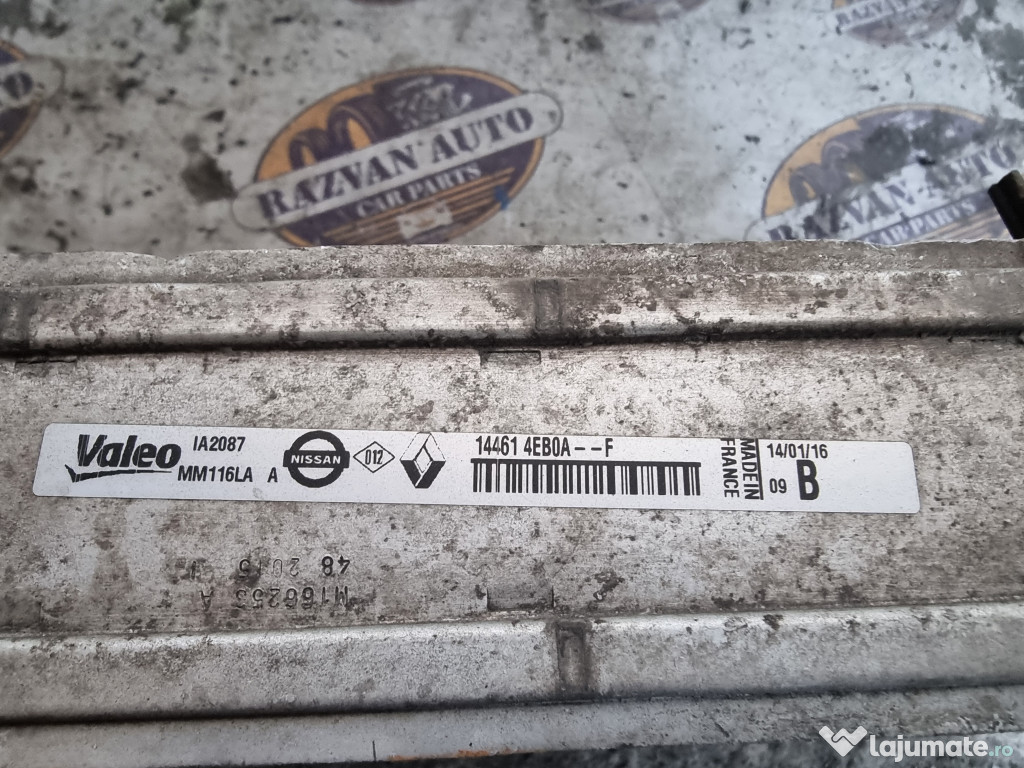 RAZVAN AUTO
CAR PARTS
RAZVAN AUTO
CAR PARTS
Valeo
IA2087
MM116LA A
NISSAN
012
14461 4EB0A--F
MADE IN
FRANCE
14/01/16
09 B
M166253 A
48 2015
lajumate.ro